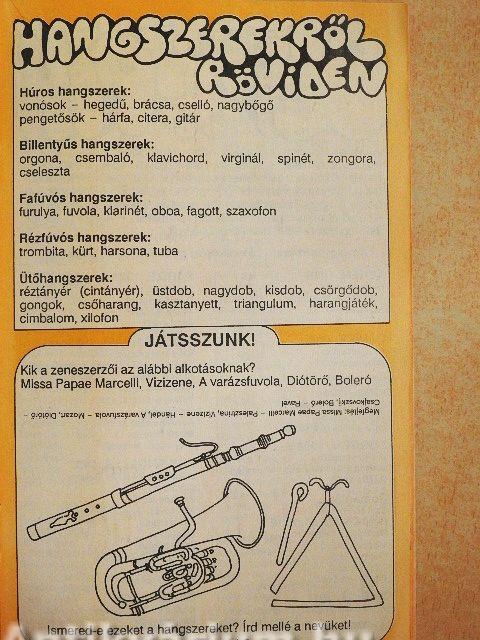 HANGSZEREKRŐL
RÖVIDEN
Húros hangszerek:
vonósok – hegedű, brácsa, cselló, nagybőgő
pengetősök – hárfa, citera, gitár
Billentyűs hangszerek:
orgona, csembaló, klavichord, virginál, spinét, zongora,
cseleszta
Fafúvós hangszerek:
furulya, fuvola, klarinét, oboa, fagott, szaxofon
Rézfúvós hangszerek:
trombita, kürt, harsona, tuba
Ütőhangszerek:
réztányér (cintányér), üstdob, nagydob, kisdob, csörgődob,
gongok, csőharang, kasztanyett, triangulum, harangjáték,
cimbalom, xilofon
JÁTSSZUNK!
Kik a zeneszerzői az alábbi alkotásoknak?
Missa Papae Marcelli, Vizizene, A varázsfuvola, Diótörő, Boleró
Megfejtés: Missa Papae Marcelli – Palestrina, Vizizene – Händel, A varázsfuvola – Mozart, Diótörő –
Csajkovszkij, Boleró – Ravel
Ismered-e ezeket a hangszereket? Írd mellé a nevüket!